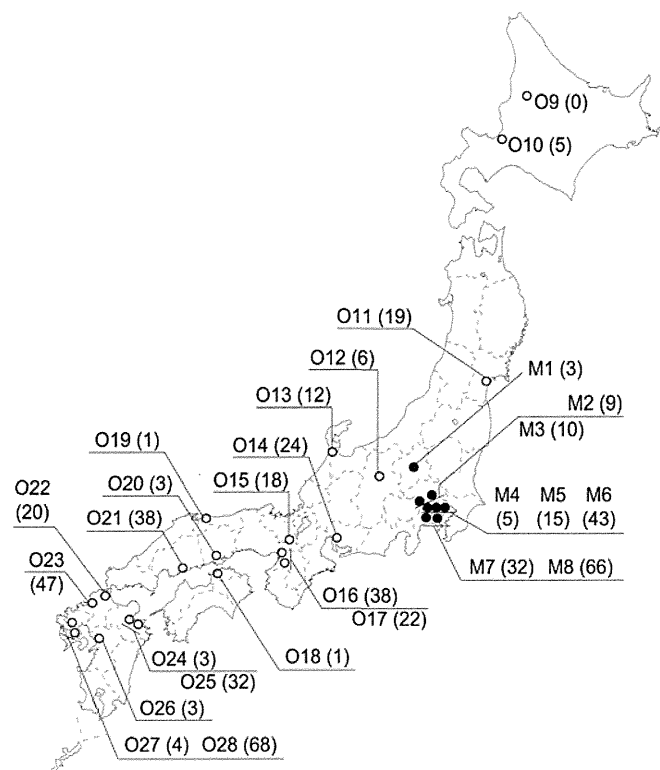 O9 (0)
O10 (5)
O11 (19)
O12 (6)
M1 (3)
M2 (9)
O13 (12)
M3 (10)
O19 (1)
O14 (24)
O20 (3)
O15 (18)
O22
(20)
O21 (38)
M4 M5 M6
(5) (15) (43)
O23
(47)
M7 (32) M8 (66)
O16 (38)
O17 (22)
O24 (3)
O18 (1)
O25 (32)
O26 (3)
O27 (4) O28 (68)